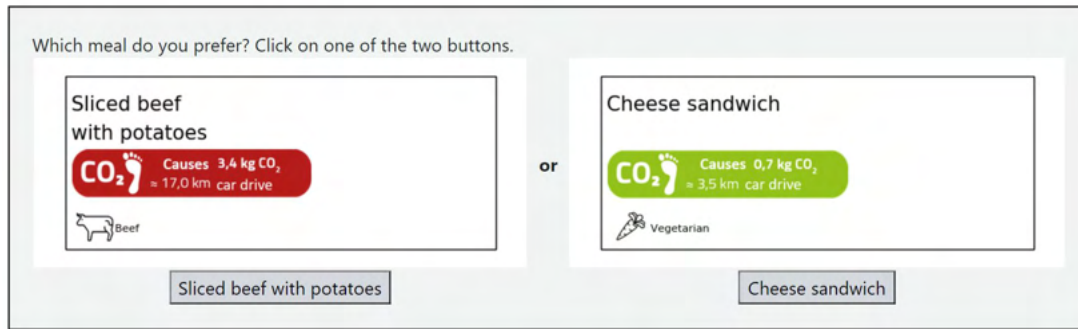 Which meal do you prefer? Click on one of the two buttons.
Sliced beef
with potatoes
CO₂ Causes 3,4 kg CO₂
≈ 17,0 km car drive
Beef
Sliced beef with potatoes
or
Cheese sandwich
CO₂ Causes 0,7 kg CO₂
≈ 3,5 km car drive
Vegetarian
Cheese sandwich